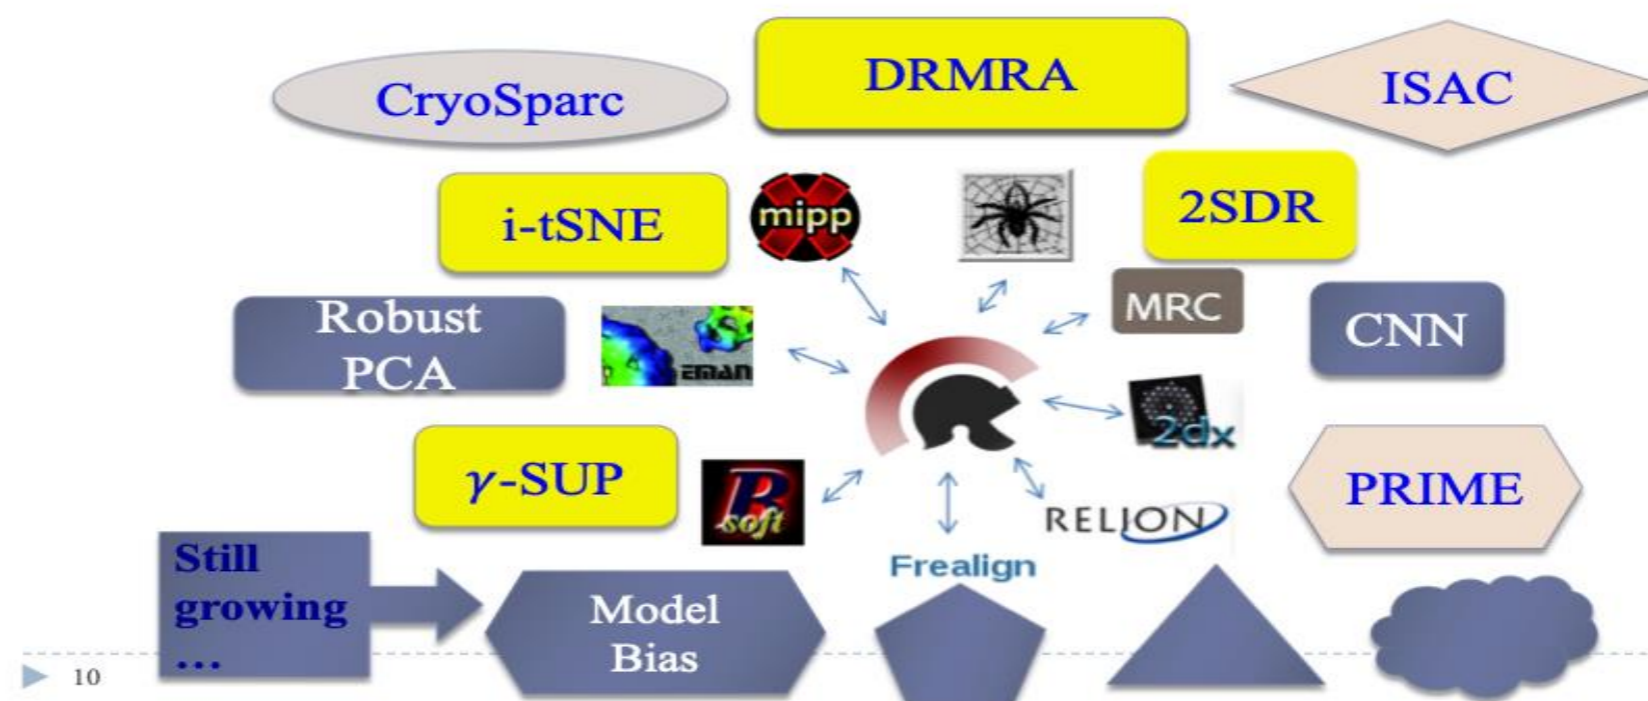 DRMRA
CryoSparc
ISAC
i-tSNE
mipp
2SDR
Robust
PCA
EMAN
MRC
CNN
2dx
γ-SUP
B
soft
RELION
PRIME
Frealign
Still
growing
...
Model
Bias
10